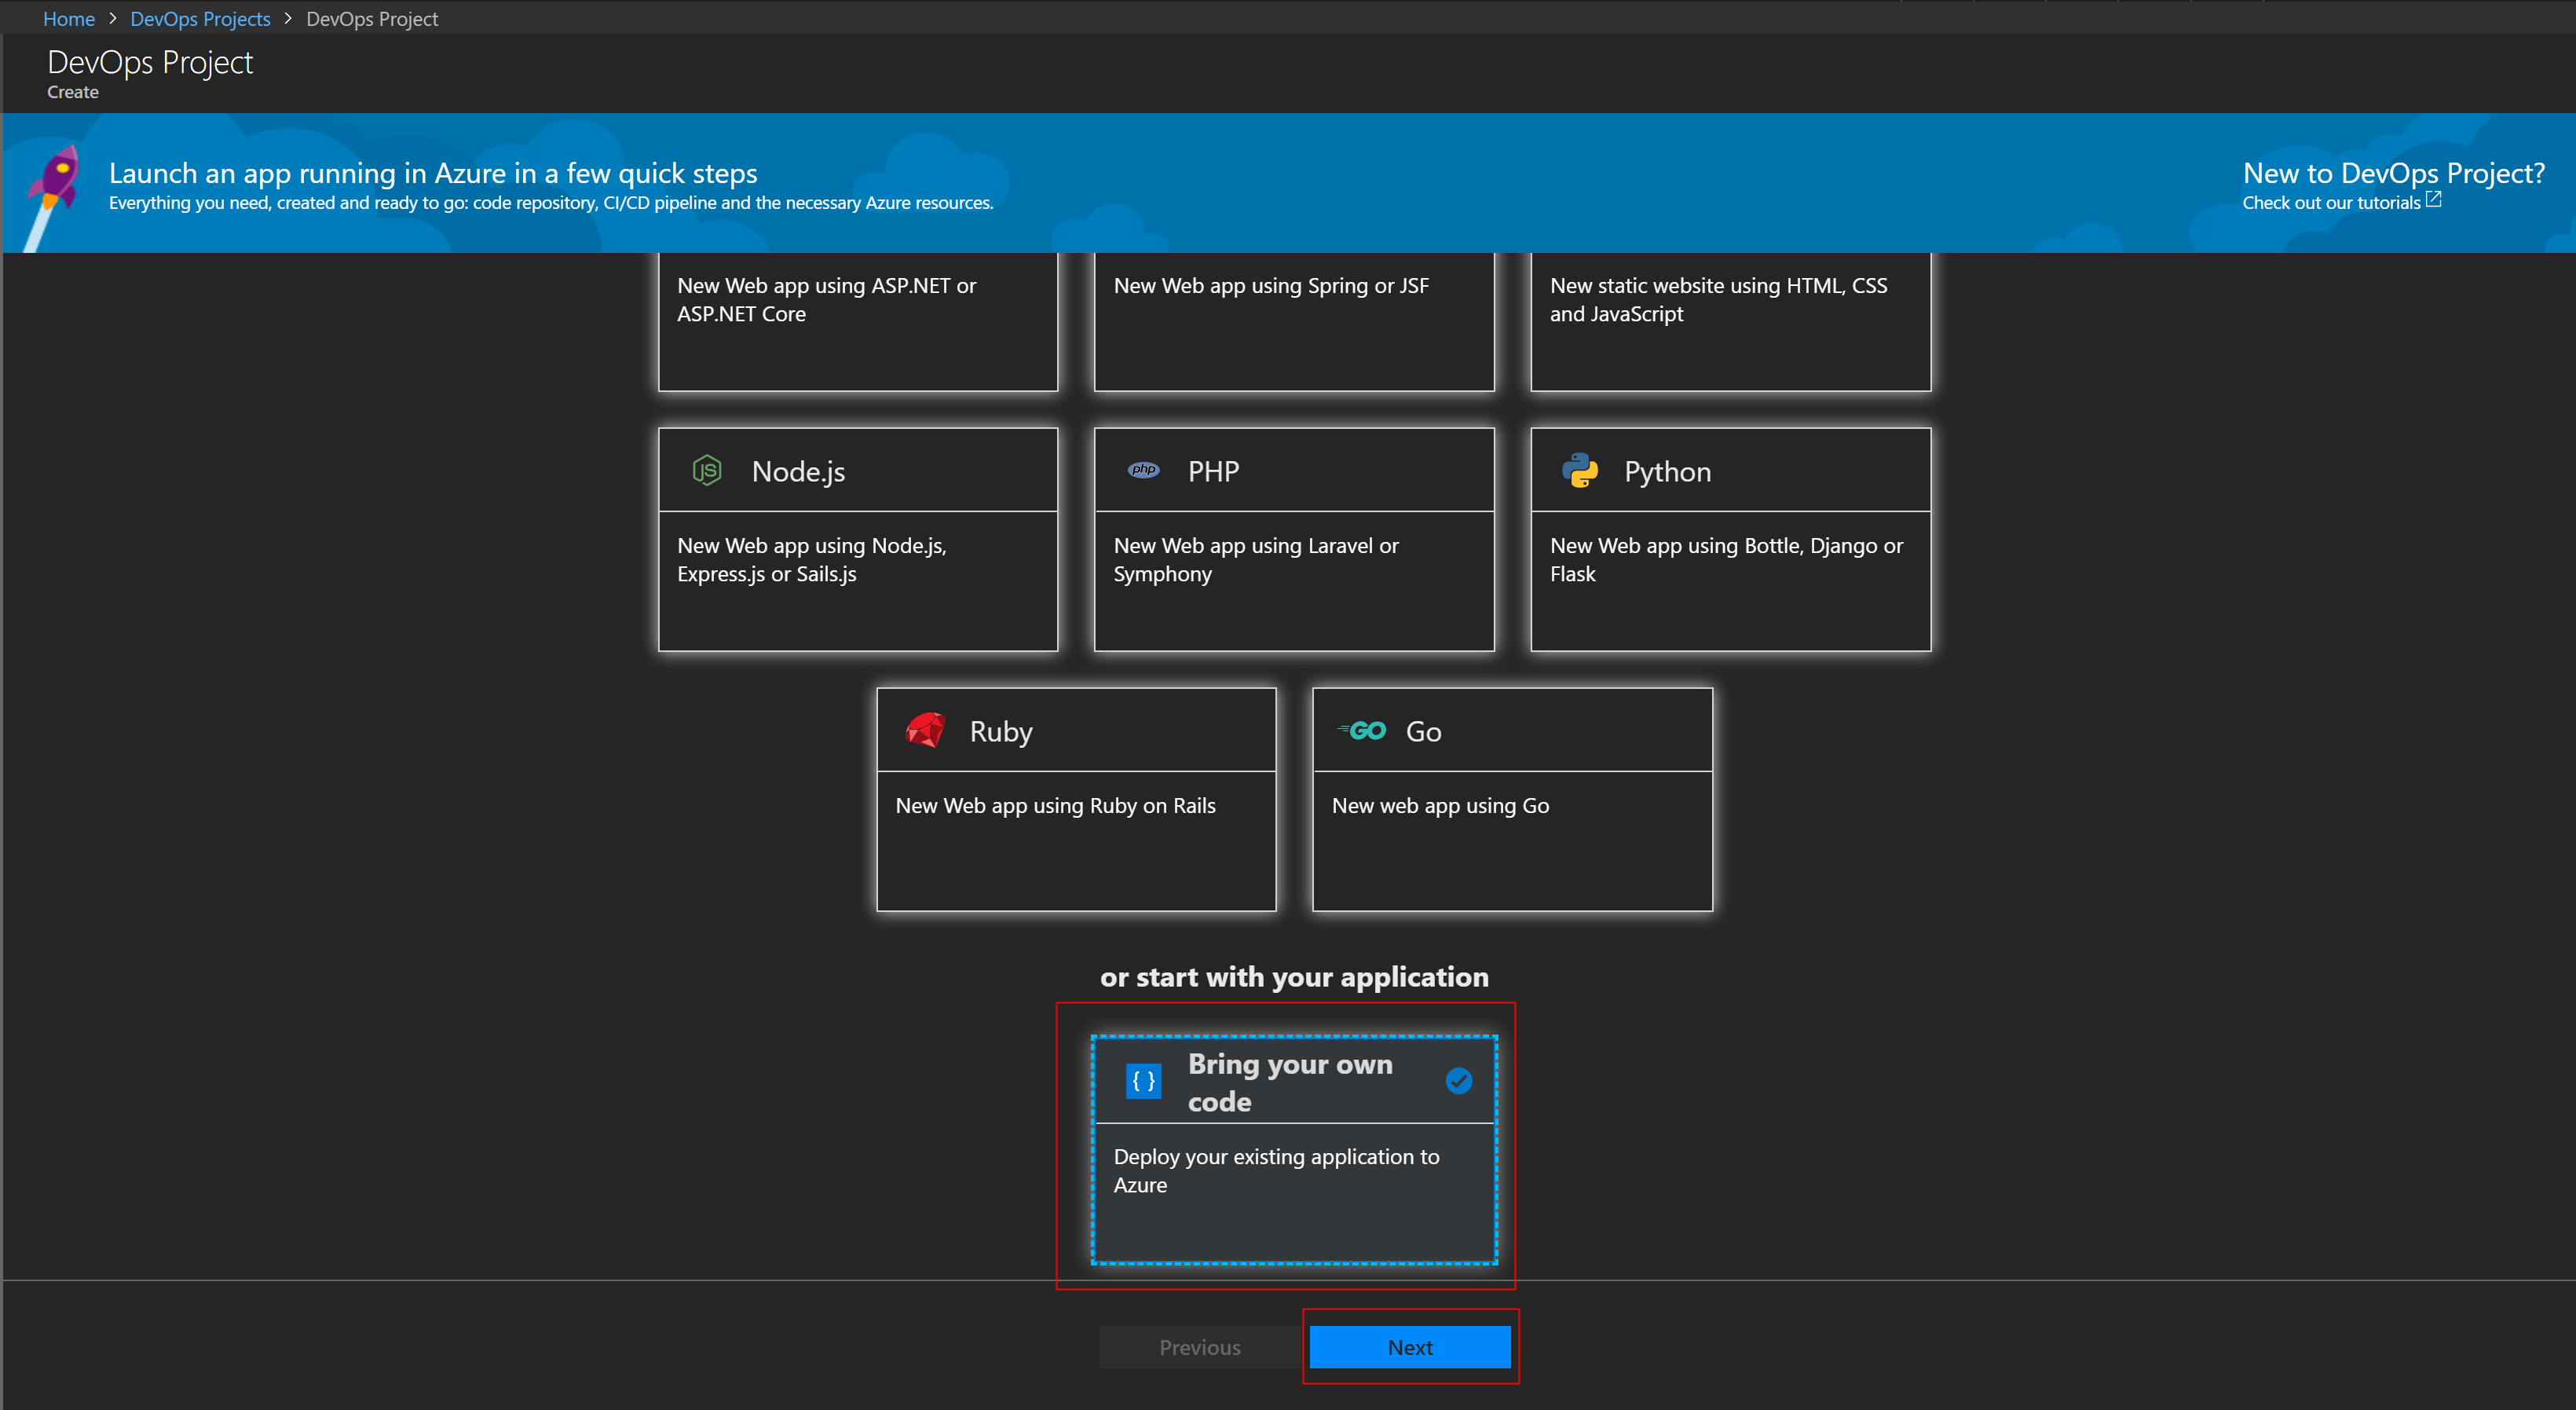 Home > DevOps Projects > DevOps Project
DevOps Project
Create
Launch an app running in Azure in a few quick steps
Everything you need, created and ready to go: code repository, CI/CD pipeline and the necessary Azure resources.
New to DevOps Project?
Check out our tutorials
New Web app using ASP.NET or
ASP.NET Core
New Web app using Spring or JSF
New static website using HTML, CSS
and JavaScript
JS
Node.js
New Web app using Node.js,
Express.js or Sails.js
php
PHP
New Web app using Laravel or
Symphony
Python
New Web app using Bottle, Django or
Flask
Ruby
New Web app using Ruby on Rails
GO
Go
New web app using Go
or start with your application
{ }
Bring your own
code
Deploy your existing application to
Azure
Previous
Next